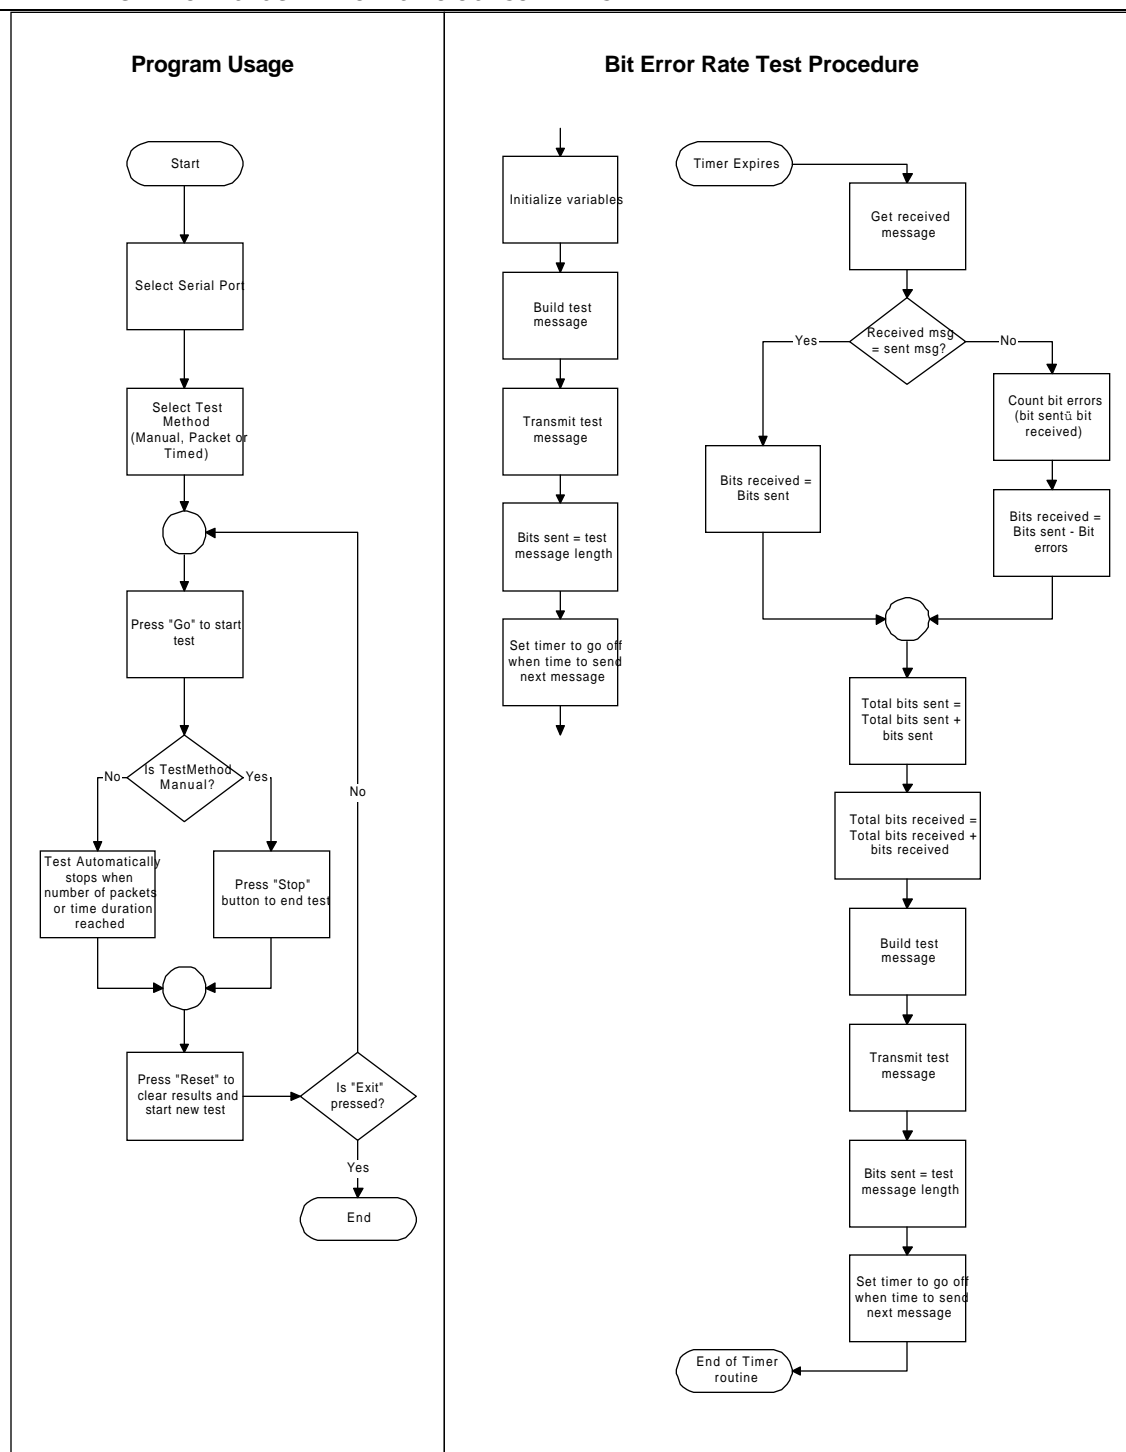 Program Usage
Start
Select Serial Port
Select Test
Method
(Manual, Packet or
Timed)
Press "Go" to start
test
Is TestMethod
Manual?
No
Yes
Test Automatically
stops when
number of packets
or time duration
reached
Press "Stop"
button to end test
Press "Reset" to
clear results and
start new test
Is "Exit"
pressed?
No
Yes
End
Bit Error Rate Test Procedure
Initialize variables
Build test
message
Transmit test
message
Bits sent = test
message length
Set timer to go off
when time to send
next message
Timer Expires
Get received
message
Received msg
= sent msg?
Yes
No
Bits received =
Bits sent
Count bit errors
(bit sentü bit
received)
Bits received =
Bits sent - Bit
errors
Total bits sent =
Total bits sent +
bits sent
Total bits received =
Total bits received +
bits received
Build test
message
Transmit test
message
Bits sent = test
message length
Set timer to go off
when time to send
next message
End of Timer
routine